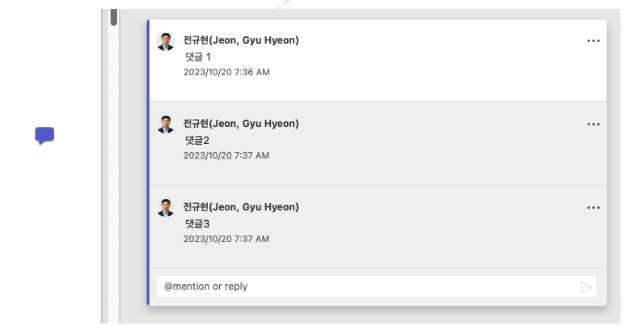 전규현(Jeon, Gyu Hyeon)
댓글 1
2023/10/20 7:36 AM
전규현(Jeon, Gyu Hyeon)
댓글2
2023/10/20 7:37 AM
전규현(Jeon, Gyu Hyeon)
댓글3
2023/10/20 7:37 AM
@mention or reply